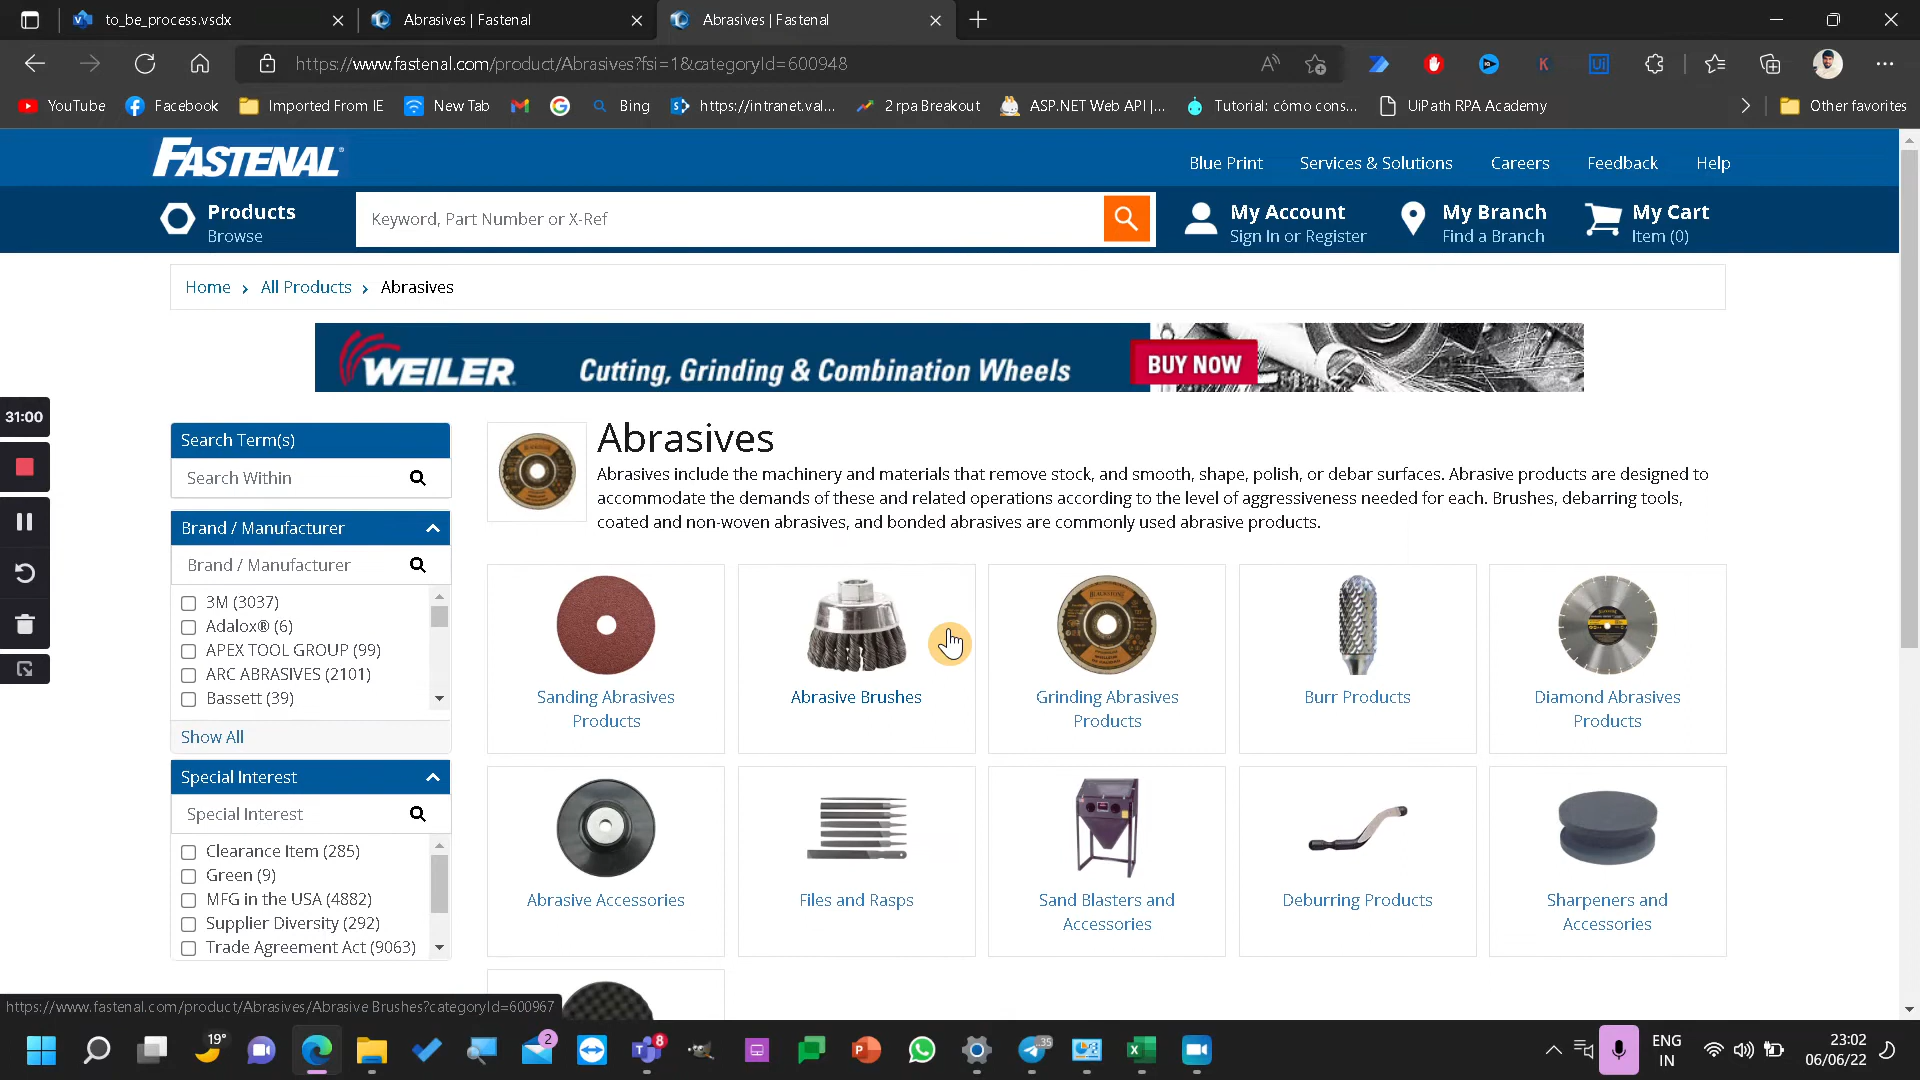 to_be_process.vsdx
Abrasives | Fastenal
Abrasives | Fastenal
https://www.fastenal.com/product/Abrasives?fsi=1&categoryId=600948
YouTube
Facebook
Imported From IE
New Tab
Bing
https://intranet.val...
2 rpa Breakout
ASP.NET Web API |...
Tutorial: cómo cons...
UiPath RPA Academy
Other favorites
FASTENAL
Blue Print
Services & Solutions
Careers
Feedback
Help
Products
Browse
Keyword, Part Number or X-Ref
My Account
Sign In or Register
My Branch
Find a Branch
My Cart
Item (0)
Home > All Products > Abrasives
WEILER Cutting, Grinding & Combination Wheels BUY NOW
31:00
Search Term(s)
Search Within
Brand / Manufacturer
Brand / Manufacturer
3M (3037)
Adalox® (6)
APEX TOOL GROUP (99)
ARC ABRASIVES (2101)
Bassett (39)
Show All
Special Interest
Special Interest
Clearance Item (285)
Green (9)
MFG in the USA (4882)
Supplier Diversity (292)
Trade Agreement Act (9063)
Abrasives
Abrasives include the machinery and materials that remove stock, and smooth, shape, polish, or debar surfaces. Abrasive products are designed to
accommodate the demands of these and related operations according to the level of aggressiveness needed for each. Brushes, debarring tools,
coated and non-woven abrasives, and bonded abrasives are commonly used abrasive products.
Sanding Abrasives
Products
Abrasive Brushes
Grinding Abrasives
Products
Burr Products
Diamond Abrasives
Products
Abrasive Accessories
Files and Rasps
Sand Blasters and
Accessories
Deburring Products
Sharpeners and
Accessories
https://www.fastenal.com/product/Abrasives/Abrasive Brushes?categoryId=600967
19°
2
8
35
ENG
IN
23:02
06/06/22